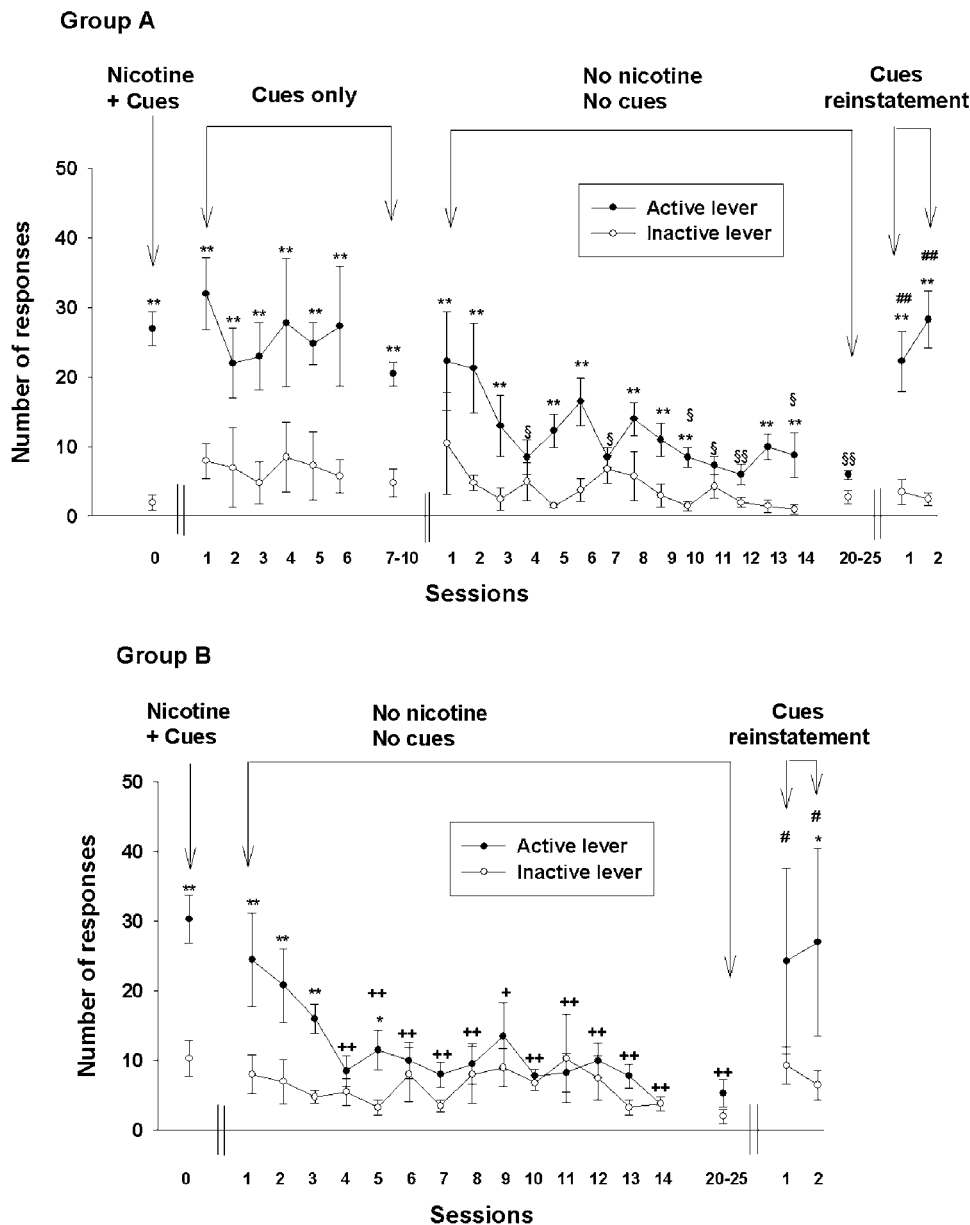 Group A
Nicotine
+ Cues
Cues only
No nicotine
No cues
Cues
reinstatement
Number of responses
50
40
30
20
10
0
Active lever
Inactive lever
** ** ** ** ** ** ** **
** ** ** § ** ** § ** ** § ** § §§ ** § ** §§
## ** ## **
0 1 2 3 4 5 6 7-10 1 2 3 4 5 6 7 8 9 10 11 12 13 14 20-25 1 2
Sessions
Group B
Nicotine
+ Cues
No nicotine
No cues
Cues
reinstatement
Number of responses
50
40
30
20
10
0
Active lever
Inactive lever
** ** ** ** ++ ++ * ++ ++ ++ + ++ ++ ++ ++ ++ ++
# # *
0 1 2 3 4 5 6 7 8 9 10 11 12 13 14 20-25 1 2
Sessions